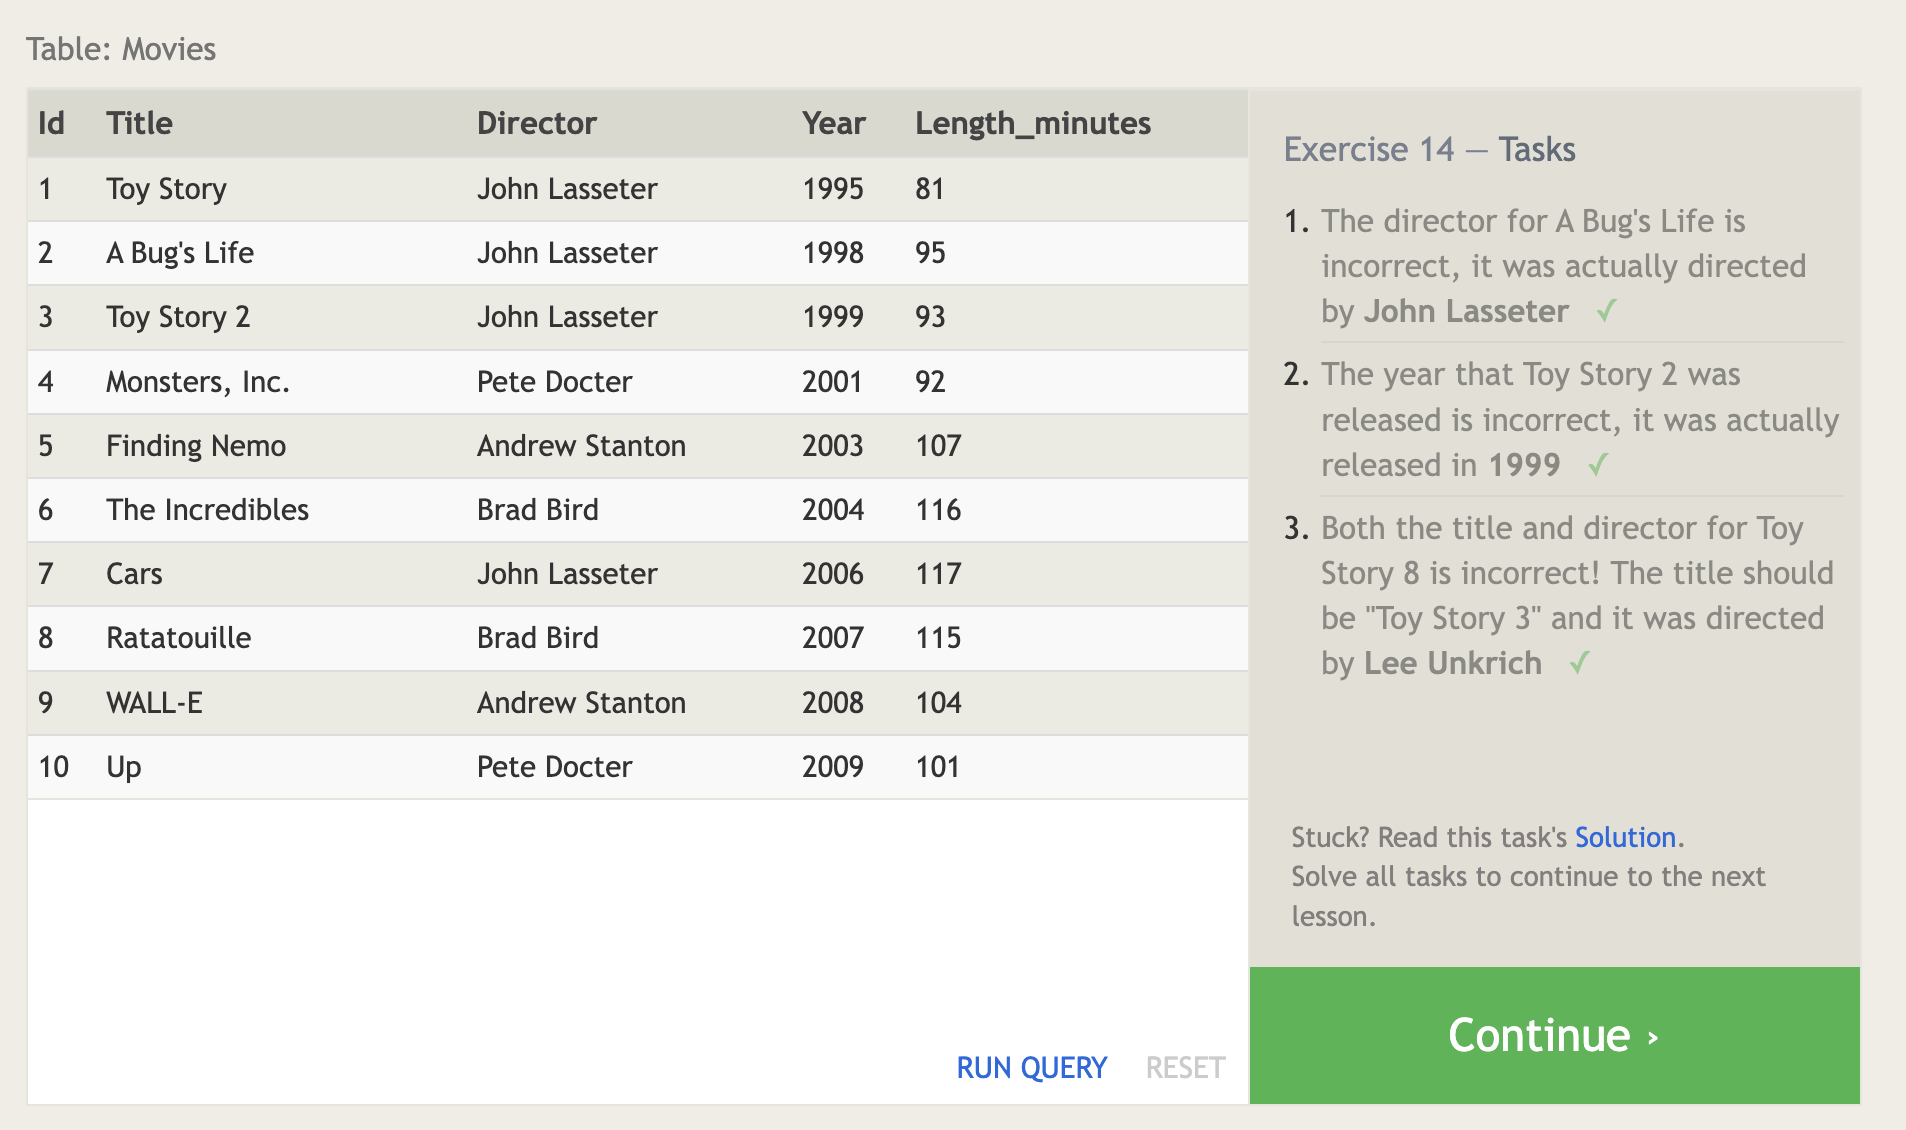 Table: Movies
Id Title Director Year Length_minutes
1 Toy Story John Lasseter 1995 81
2 A Bug's Life John Lasseter 1998 95
3 Toy Story 2 John Lasseter 1999 93
4 Monsters, Inc. Pete Docter 2001 92
5 Finding Nemo Andrew Stanton 2003 107
6 The Incredibles Brad Bird 2004 116
7 Cars John Lasseter 2006 117
8 Ratatouille Brad Bird 2007 115
9 WALL-E Andrew Stanton 2008 104
10 Up Pete Docter 2009 101
RUN QUERY RESET
Exercise 14 — Tasks
1. The director for A Bug's Life is
incorrect, it was actually directed
by John Lasseter ✓
2. The year that Toy Story 2 was
released is incorrect, it was actually
released in 1999 ✓
3. Both the title and director for Toy
Story 8 is incorrect! The title should
be "Toy Story 3" and it was directed
by Lee Unkrich ✓
Stuck? Read this task's Solution.
Solve all tasks to continue to the next
lesson.
Continue ›